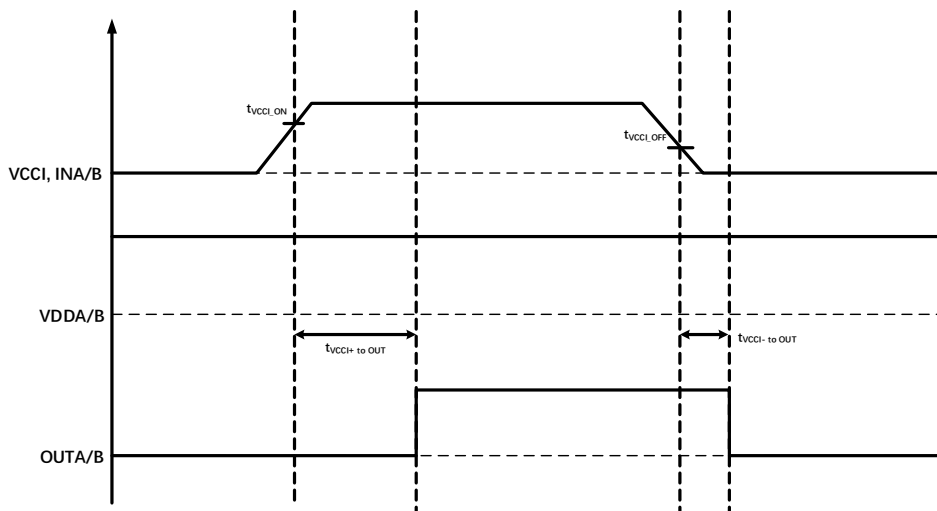 tVCCI_ON
tVCCI_OFF
VCCI, INA/B
VDDA/B
tVCCI+ to OUT
tVCCI- to OUT
OUTA/B